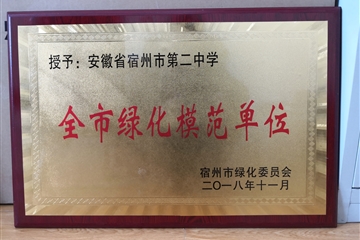 授予：安徽省宿州市第二中学
全市绿化模范单位
宿州市绿化委员会
二〇一八年十一月